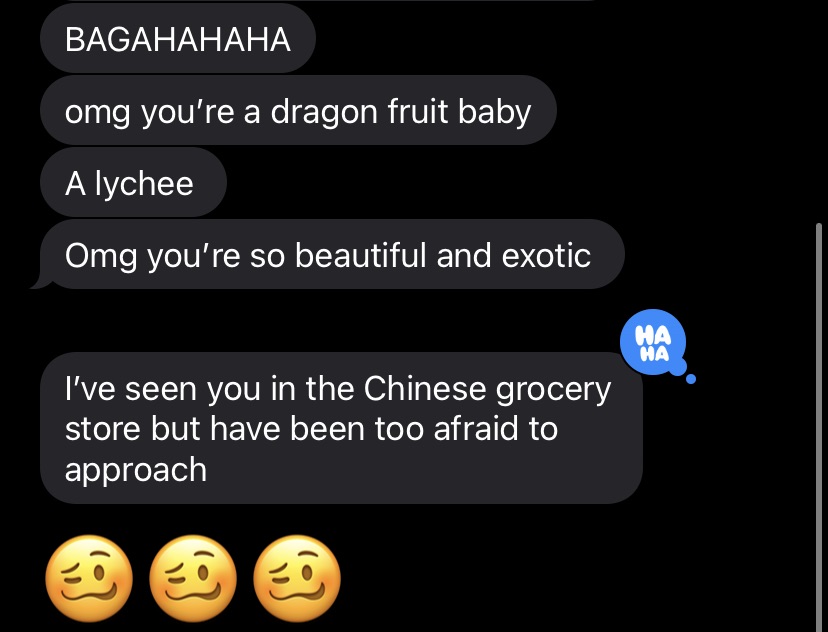 BAGAHAHAHA
omg you’re a dragon fruit baby
A lychee
Omg you’re so beautiful and exotic
HA
HA
I’ve seen you in the Chinese grocery
store but have been too afraid to
approach